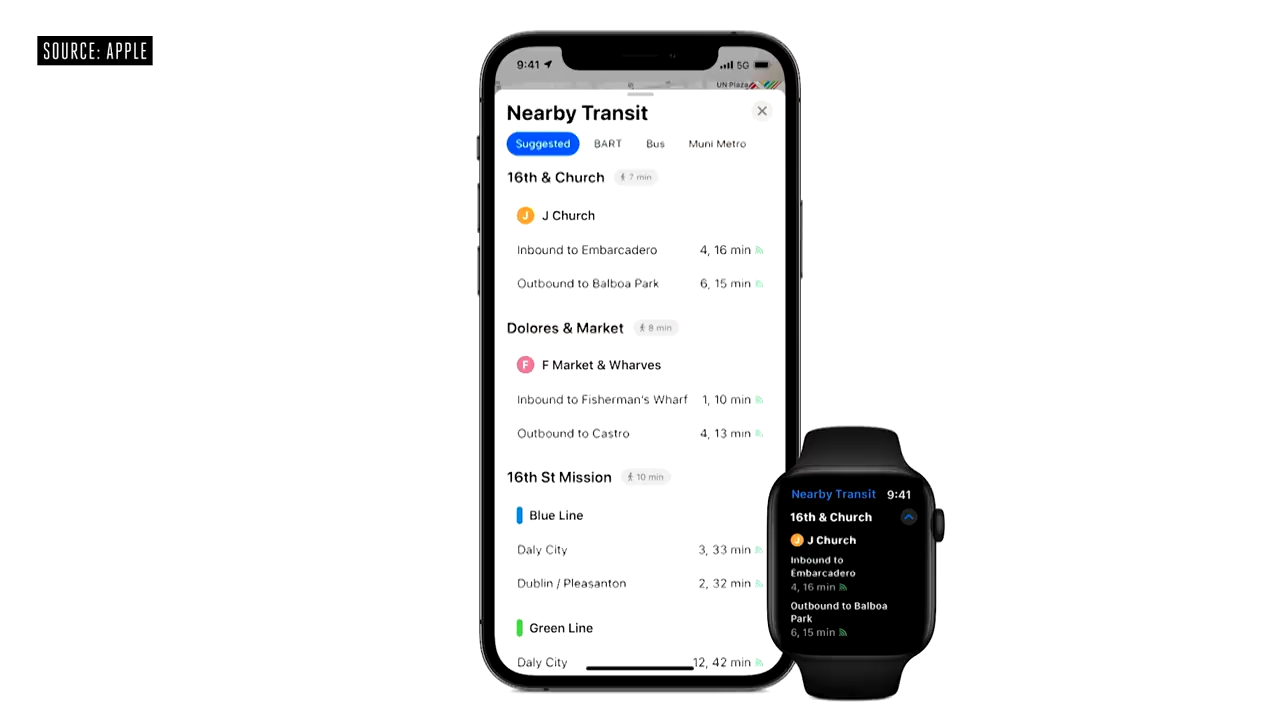 SOURCE: APPLE
9:41 5G
UN Plaza
Nearby Transit
Suggested BART Bus Muni Metro
16th & Church 7 min
J J Church
Inbound to Embarcadero 4, 16 min
Outbound to Balboa Park 6, 15 min
Dolores & Market 8 min
F F Market & Wharves
Inbound to Fisherman's Wharf 1, 10 min
Outbound to Castro 4, 13 min
16th St Mission 10 min
Blue Line
Daly City 3, 33 min
Dublin / Pleasanton 2, 32 min
Green Line
Daly City 12, 42 min
Nearby Transit 9:41
16th & Church
J J Church
Inbound to
Embarcadero
4, 16 min
Outbound to Balboa
Park
6, 15 min